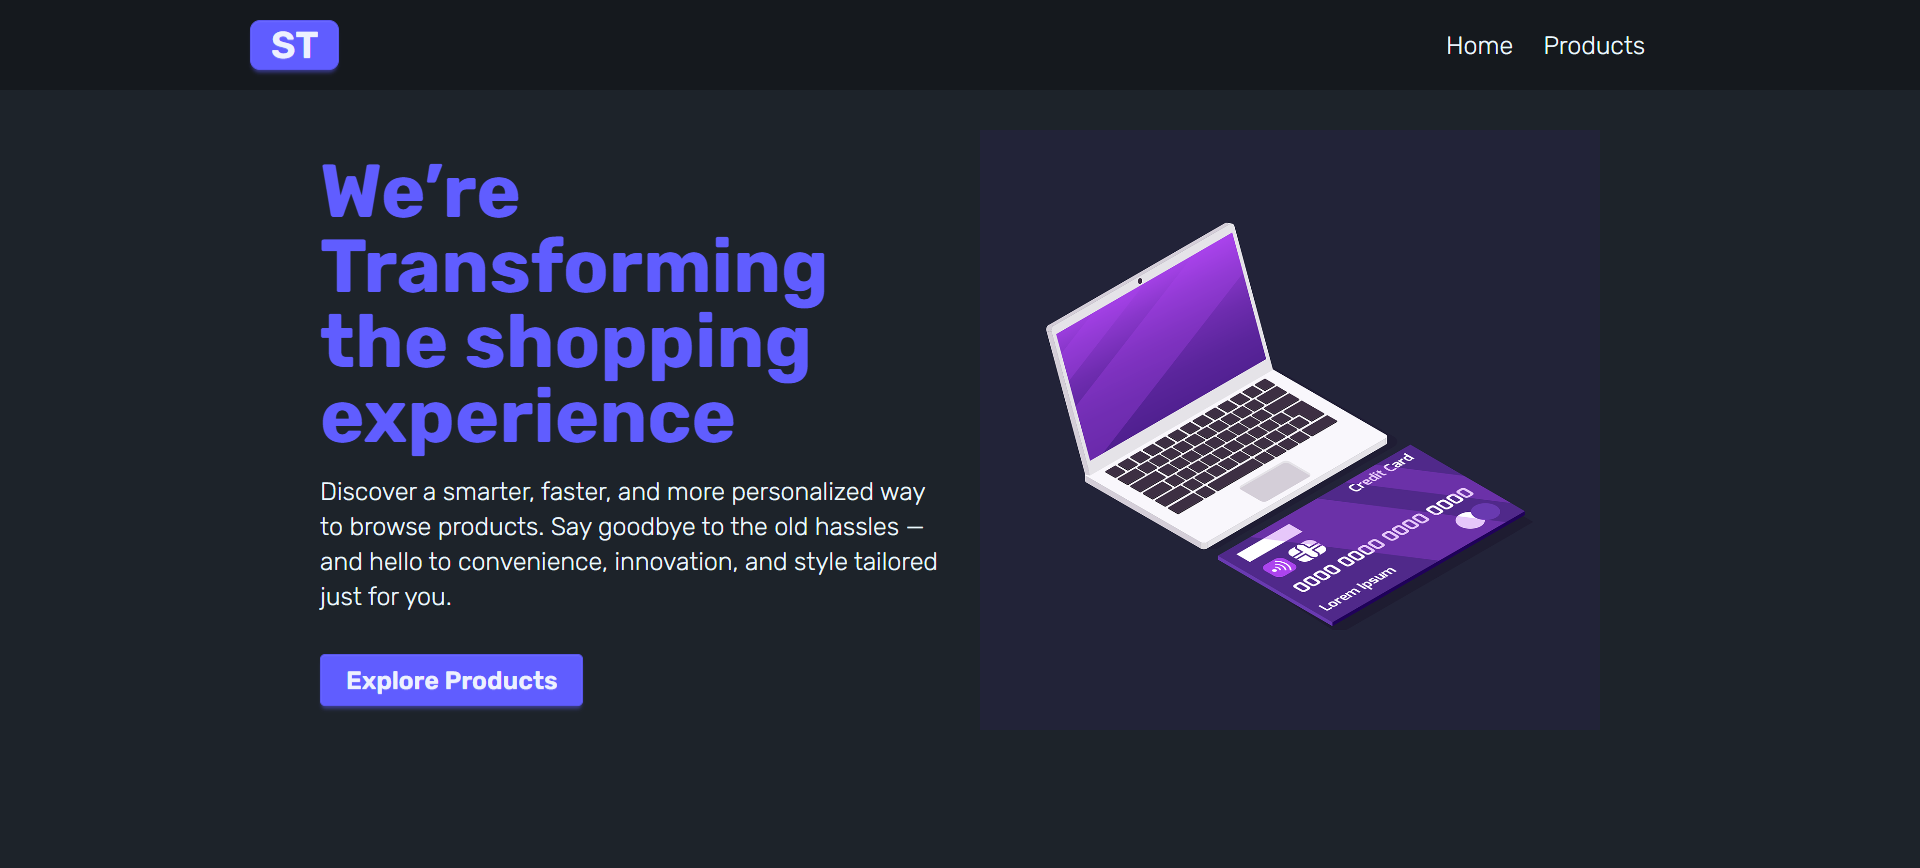 ST
Home Products
We’re
Transforming
the shopping
experience
Discover a smarter, faster, and more personalized way
to browse products. Say goodbye to the old hassles —
and hello to convenience, innovation, and style tailored
just for you.
Explore Products
Credit Card
0000 0000 0000 0000
Lorem Ipsum